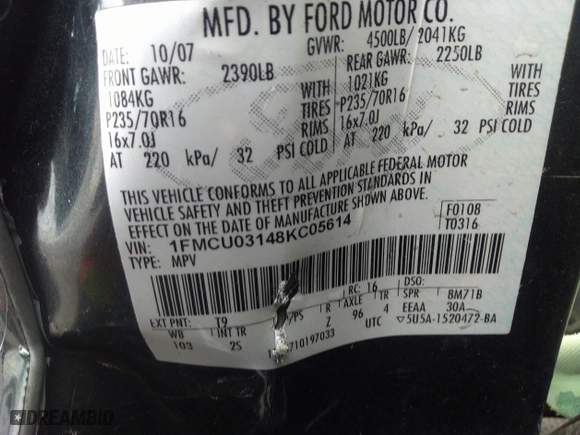 MFD. BY FORD MOTOR CO.
DATE: 10/07 GVWR: 4500LB/ 2041KG
FRONT GAWR: 2390LB REAR GAWR: 2250LB
1084KG WITH 1021KG WITH
P235/70R16 TIRES P235/70R16 TIRES
16x7.0J RIMS 16x7.0J RIMS
AT 220 kPa/ 32 PSI COLD AT 220 kPa/ 32 PSI COLD
THIS VEHICLE CONFORMS TO ALL APPLICABLE FEDERAL MOTOR
VEHICLE SAFETY AND THEFT PREVENTION STANDARDS IN
EFFECT ON THE DATE OF MANUFACTURE SHOWN ABOVE.
VIN: 1FMCU03148KC05614 F0108
TYPE: MPV T0316
RC: 16 DSO:
EXT PNT: T9 R AXLE TR SPR 8M71B
WB INT TR /PS Z 96 4 EEAA 30A
103 2S UTC ▽5U5A-1520472-BA
710197033
DREAMBID